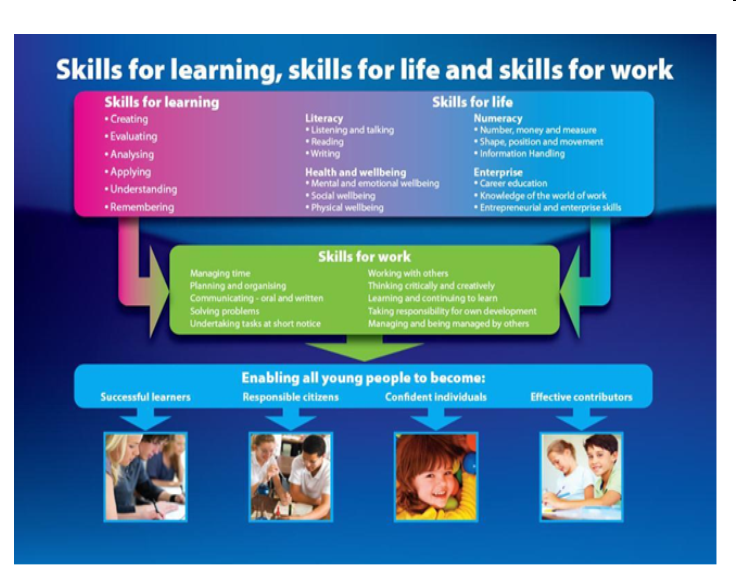 Skills for learning, skills for life and skills for work
Skills for learning
• Creating
• Evaluating
• Analysing
• Applying
• Understanding
• Remembering
Skills for life
Literacy
• Listening and talking
• Reading
• Writing
Health and wellbeing
• Mental and emotional wellbeing
• Social wellbeing
• Physical wellbeing
Numeracy
• Number, money and measure
• Shape, position and movement
• Information Handling
Enterprise
• Career education
• Knowledge of the world of work
• Entrepreneurial and enterprise skills
Skills for work
Managing time
Planning and organising
Communicating - oral and written
Solving problems
Undertaking tasks at short notice
Working with others
Thinking critically and creatively
Learning and continuing to learn
Taking responsibility for own development
Managing and being managed by others
Enabling all young people to become:
Successful learners
Responsible citizens
Confident individuals
Effective contributors